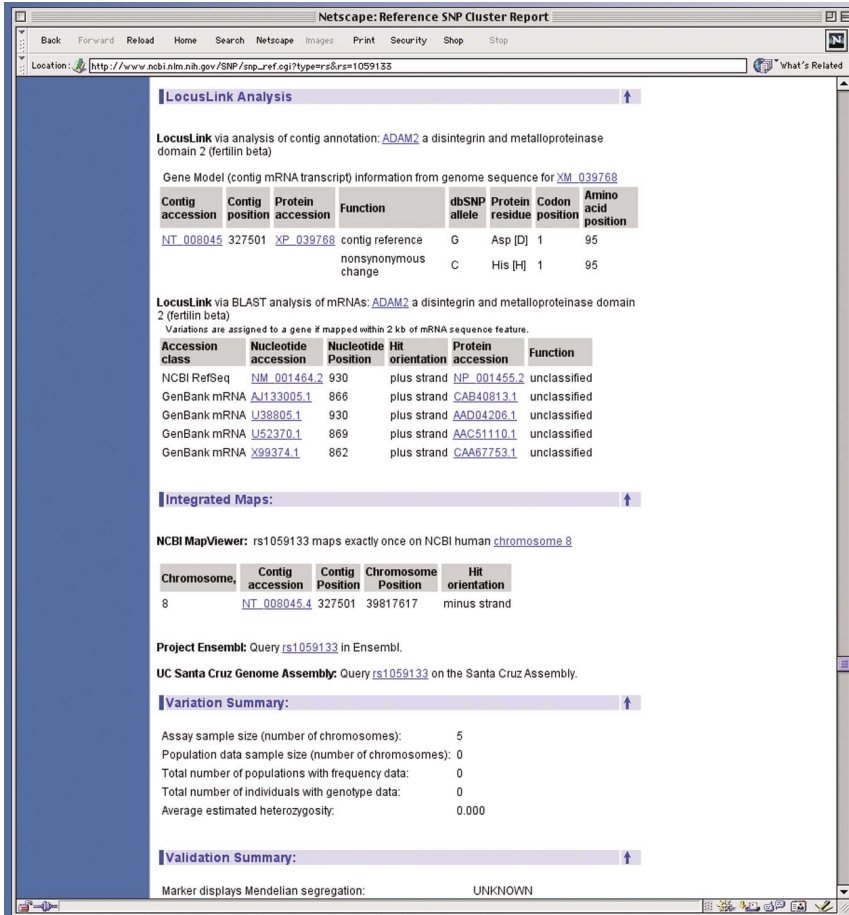 Netscape: Reference SNP Cluster Report
Back Forward Reload Home Search Netscape Images Print Security Shop Stop
N
Location: http://www.ncbi.nlm.nih.gov/SNP/snp_ref.cgi?type=rs&rs=1059133 What's Related
LocusLink Analysis
LocusLink via analysis of contig annotation: ADAM2 a disintegrin and metalloproteinase
domain 2 (fertilin beta)
Gene Model (contig mRNA transcript) information from genome sequence for XM_039768
Contig accession Contig position Protein accession Function dbSNP allele Protein residue Codon position Amino acid position
NT_008045 327501 XP_039768 contig reference G Asp [D] 1 95
nonsynonymous change C His [H] 1 95
LocusLink via BLAST analysis of mRNAs: ADAM2 a disintegrin and metalloproteinase domain
2 (fertilin beta)
Variations are assigned to a gene if mapped within 2 kb of mRNA sequence feature.
Accession class Nucleotide accession Nucleotide Position Hit orientation Protein accession Function
NCBI RefSeq NM_001464.2 930 plus strand NP_001455.2 unclassified
GenBank mRNA AJ133005.1 866 plus strand CAB40813.1 unclassified
GenBank mRNA U38805.1 930 plus strand AAD04206.1 unclassified
GenBank mRNA U52370.1 869 plus strand AAC51110.1 unclassified
GenBank mRNA X99374.1 862 plus strand CAA67753.1 unclassified
Integrated Maps:
NCBI MapViewer: rs1059133 maps exactly once on NCBI human chromosome 8
Chromosome, Contig accession Contig Position Chromosome Position Hit orientation
8 NT_008045.4 327501 39817617 minus strand
Project Ensembl: Query rs1059133 in Ensembl.
UC Santa Cruz Genome Assembly: Query rs1059133 on the Santa Cruz Assembly.
Variation Summary:
Assay sample size (number of chromosomes): 5
Population data sample size (number of chromosomes): 0
Total number of populations with frequency data: 0
Total number of individuals with genotype data: 0
Average estimated heterozygosity: 0.000
Validation Summary:
Marker displays Mendelian segregation: UNKNOWN